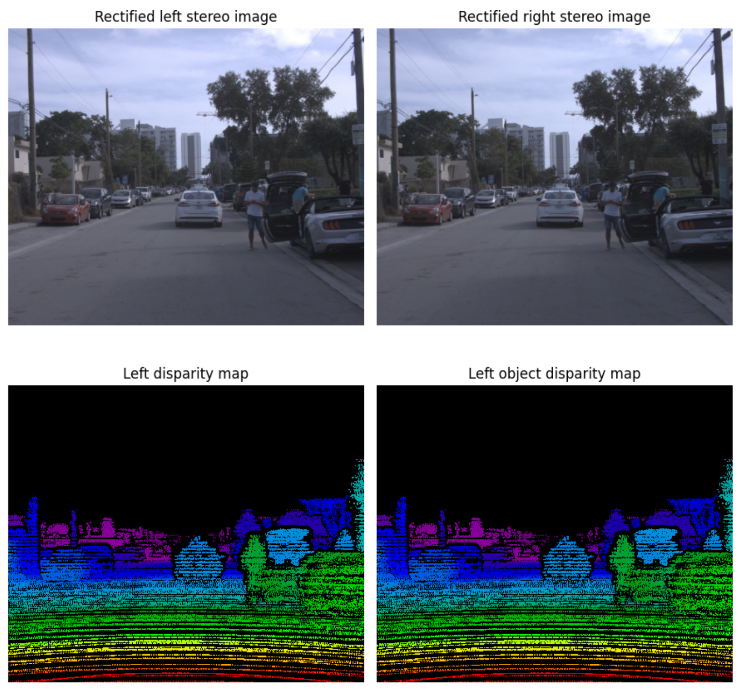 Rectified left stereo image
Rectified right stereo image
Left disparity map
Left object disparity map